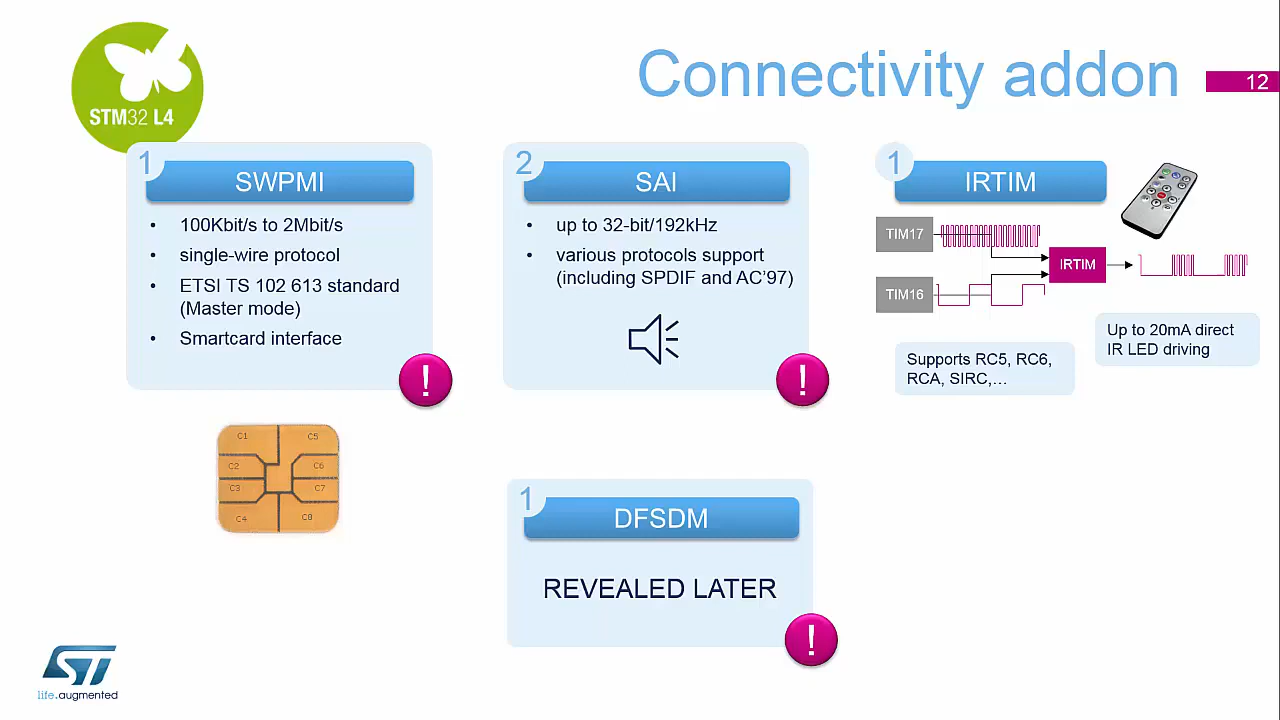 Connectivity addon
12
STM32 L4
1
SWPMI
• 100Kbit/s to 2Mbit/s
• single-wire protocol
• ETSI TS 102 613 standard
(Master mode)
• Smartcard interface
!
C1
C5
C2
C6
C3
C7
C4
C8
2
SAI
• up to 32-bit/192kHz
• various protocols support
(including SPDIF and AC’97)
!
1
IRTIM
TIM17
IRTIM
TIM16
Up to 20mA direct
IR LED driving
Supports RC5, RC6,
RCA, SIRC,…
1
DFSDM
REVEALED LATER
!
ST
life.augmented